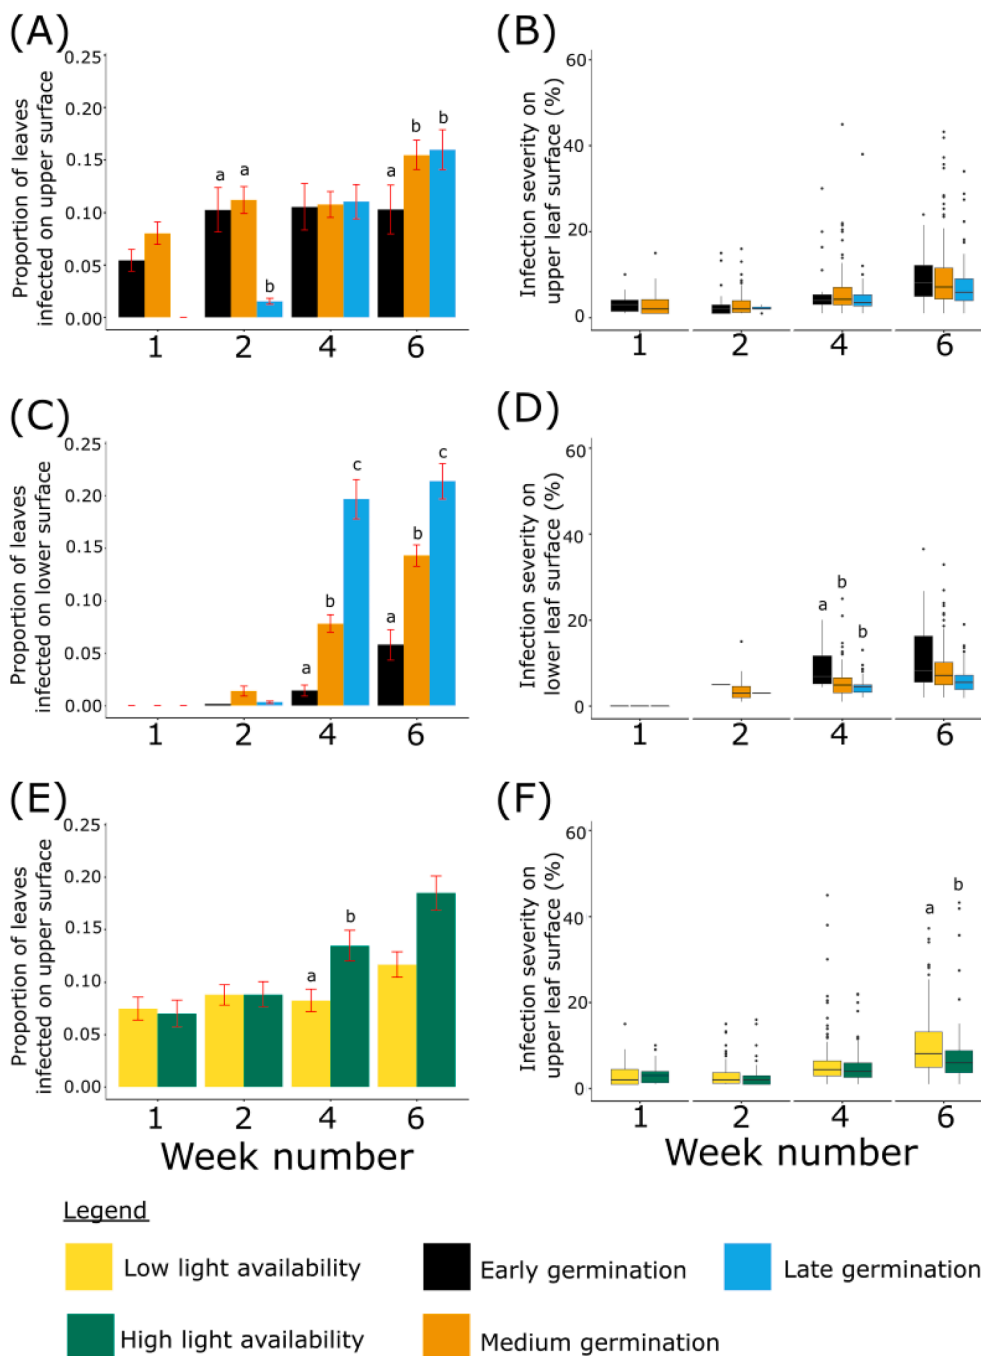 (A)
Proportion of leaves
infected on upper surface
0.25
0.20
0.15
0.10
0.05
0.00
a a b a b b
1 2 4 6
(B)
Infection severity on
upper leaf surface (%)
60
40
20
0
1 2 4 6
(C)
Proportion of leaves
infected on lower surface
0.25
0.20
0.15
0.10
0.05
0.00
a b c a b c
1 2 4 6
(D)
Infection severity on
lower leaf surface (%)
60
40
20
0
a b b
1 2 4 6
(E)
Proportion of leaves
infected on upper surface
0.25
0.20
0.15
0.10
0.05
0.00
a b
1 2 4 6
Week number
(F)
Infection severity on
upper leaf surface (%)
60
40
20
0
a b
1 2 4 6
Week number
Legend
Low light availability
Early germination
Late germination
High light availability
Medium germination